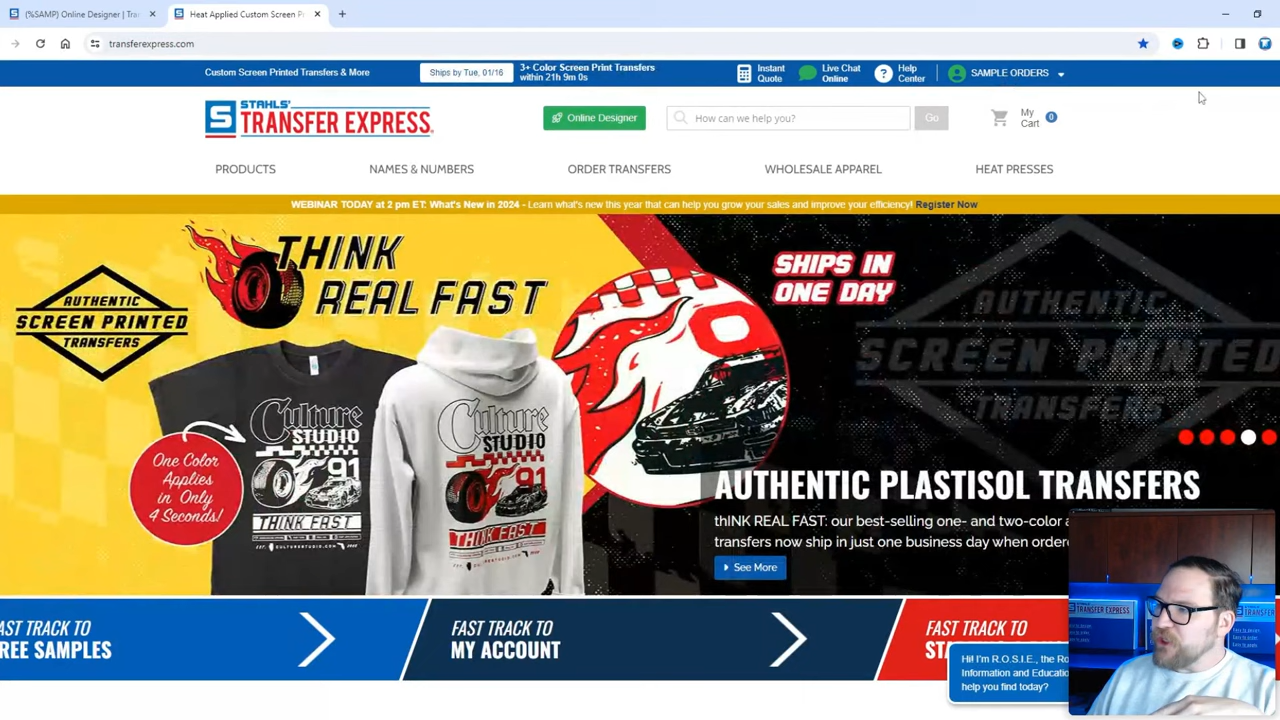 (%SAMP) Online Designer | Tra
Heat Applied Custom Screen P
transferexpress.com
Custom Screen Printed Transfers & More
Ships by Tue, 01/16
3+ Color Screen Print Transfers
within 21h 9m 0s
Instant
Quote
Live Chat
Online
Help
Center
SAMPLE ORDERS
STAHLS'
TRANSFER EXPRESS
Online Designer
How can we help you?
Go
My
Cart
0
PRODUCTS
NAMES & NUMBERS
ORDER TRANSFERS
WHOLESALE APPAREL
HEAT PRESSES
WEBINAR TODAY at 2 pm ET: What's New in 2024 - Learn what's new this year that can help you grow your sales and improve your efficiency! Register Now
AUTHENTIC
SCREEN PRINTED
TRANSFERS
THINK
REAL FAST
SHIPS IN
ONE DAY
AUTHENTIC
SCREEN PRINTED
TRANSFERS
One Color
Applies
in Only
4 Seconds!
Culture
STUDIO
91
THINK FAST
Culture
STUDIO
91
THINK FAST
AUTHENTIC PLASTISOL TRANSFERS
thINK REAL FAST: our best-selling one- and two-color
transfers now ship in just one business day when ordere
See More
AST TRACK TO
REE SAMPLES
FAST TRACK TO
MY ACCOUNT
FAST TRACK TO
Hi! I'm R.O.S.I.E., the Ro
Information and Educatio
help you find today?
TRANSFER EXPRESS